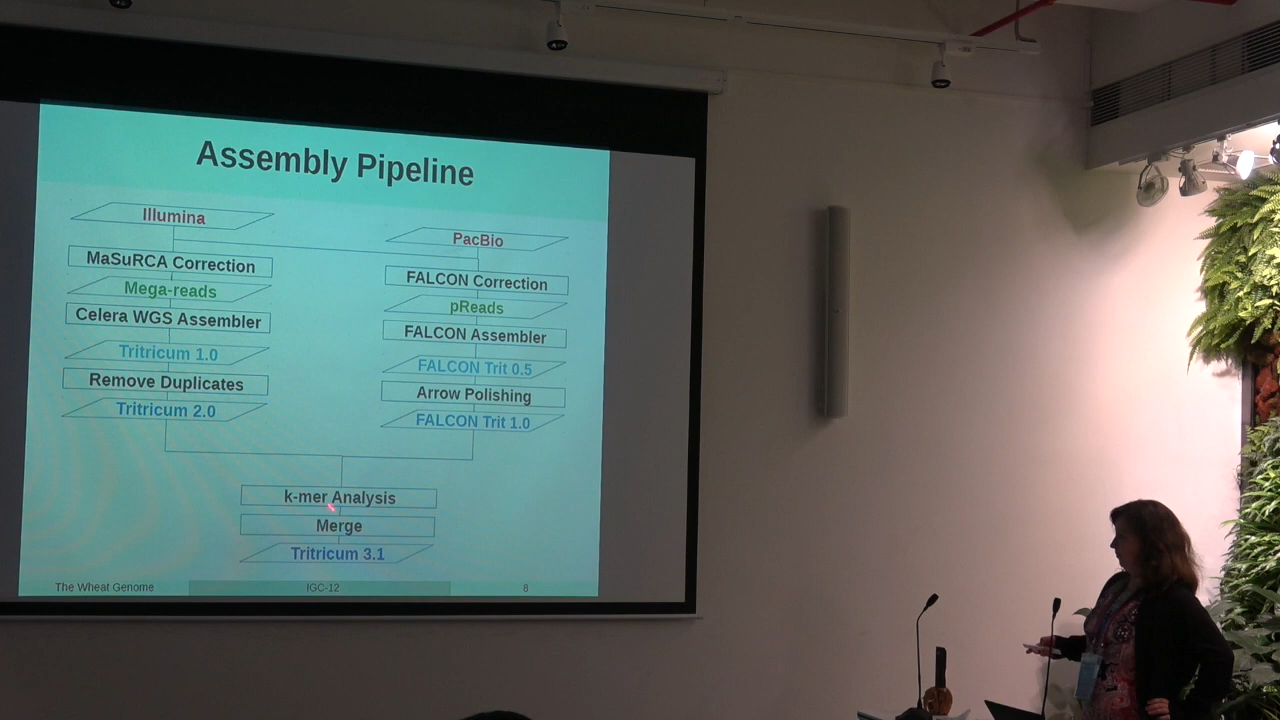 Assembly Pipeline
Illumina
MaSuRCA Correction
Mega-reads
Celera WGS Assembler
Tritricum 1.0
Remove Duplicates
Tritricum 2.0
PacBio
FALCON Correction
pReads
FALCON Assembler
FALCON Trit 0.5
Arrow Polishing
FALCON Trit 1.0
k-mer Analysis
Merge
Tritricum 3.1
The Wheat Genome
IGC-12
8